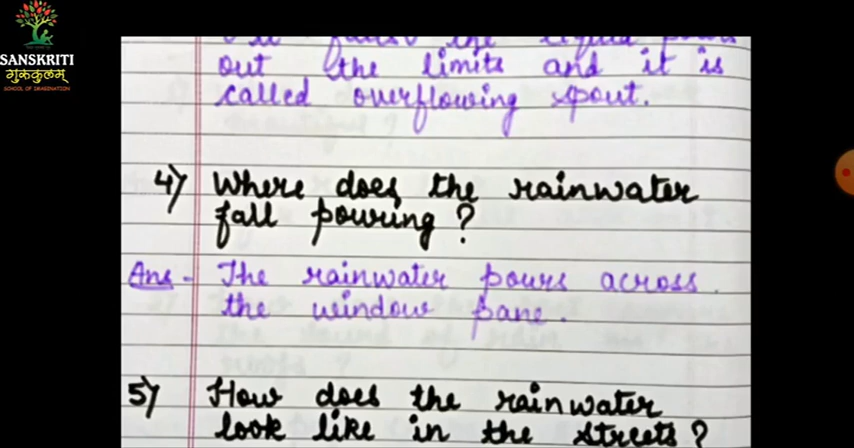 SANSKRITI
गुरुकुलम्
SCHOOL OF IMAGINATION
the liquid
out the limits and it is
called overflowing spout.
4) Where does the rainwater
fall pouring ?
Ans - The rainwater pours across
the window pane.
5) How does the rainwater
look like in the streets ?